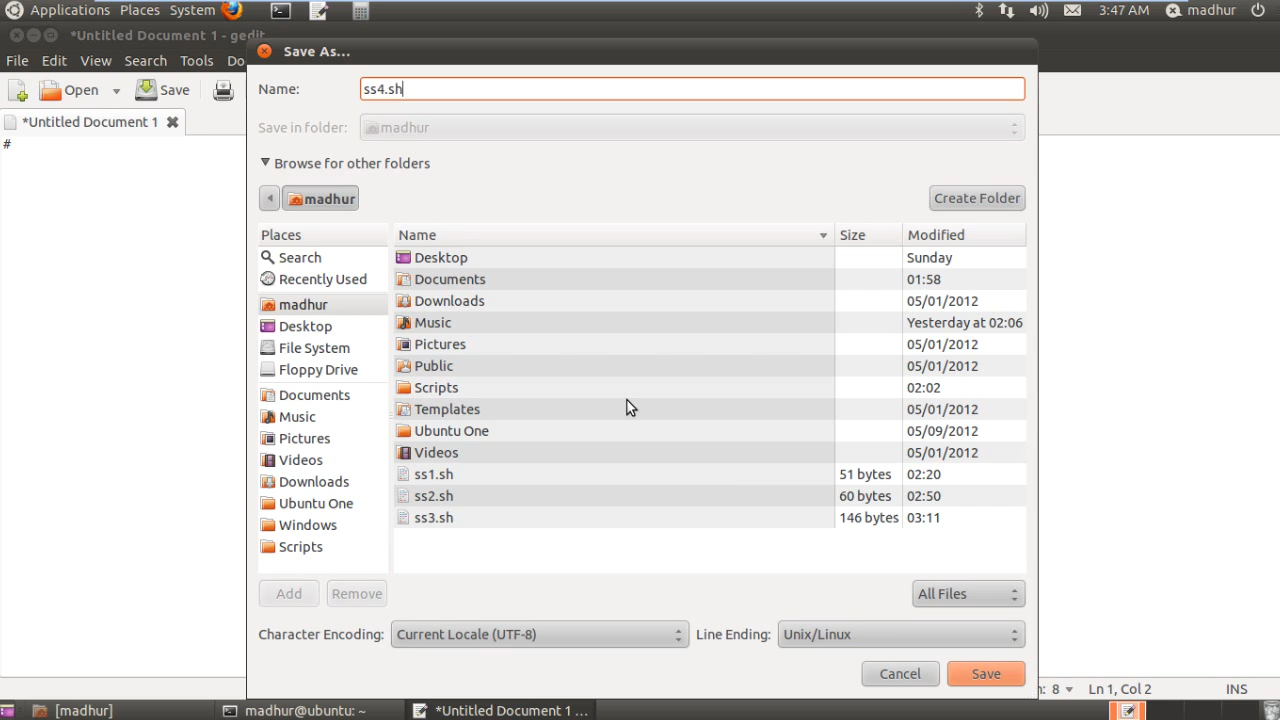 Applications Places System 3:47 AM madhur
*Untitled Document 1 - gedit
Save As...
File Edit View Search Tools Do
Name: ss4.sh
Open Save
Save in folder: madhur
*Untitled Document 1
#
Browse for other folders
madhur Create Folder
Places Name Size Modified
Search Desktop Sunday
Recently Used Documents 01:58
Downloads 05/01/2012
madhur
Music Yesterday at 02:06
Desktop
Pictures 05/01/2012
File System
Public 05/01/2012
Floppy Drive
Scripts 02:02
Documents
Templates 05/01/2012
Music
Ubuntu One 05/09/2012
Pictures
Videos 05/01/2012
Videos
ss1.sh 51 bytes 02:20
Downloads
ss2.sh 60 bytes 02:50
Ubuntu One
ss3.sh 146 bytes 03:11
Windows
Scripts
Add Remove All Files
Character Encoding: Current Locale (UTF-8) Line Ending: Unix/Linux
Cancel Save
: 8 Ln 1, Col 2 INS
[madhur] madhur@ubuntu: ~ *Untitled Document 1 ...